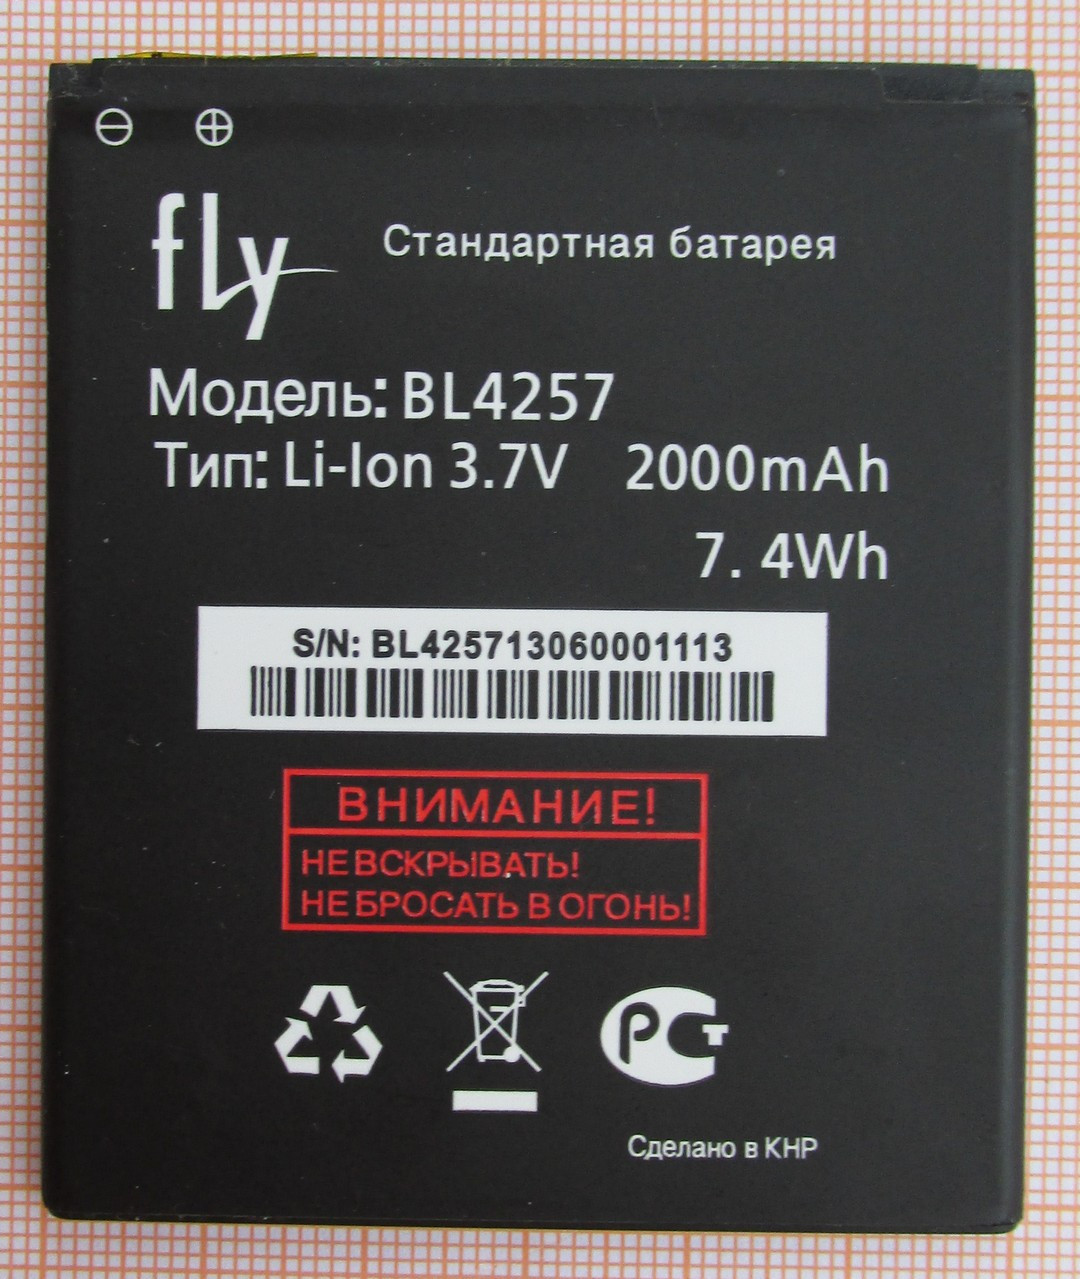 fly
Стандартная батарея
Модель: BL4257
Тип: Li-Ion 3.7V 2000mAh
7. 4Wh
S/N: BL425713060001113
ВНИМАНИЕ!
НЕ ВСКРЫВАТЬ!
НЕ БРОСАТЬ В ОГОНЬ!
РСТ
Сделано в КНР